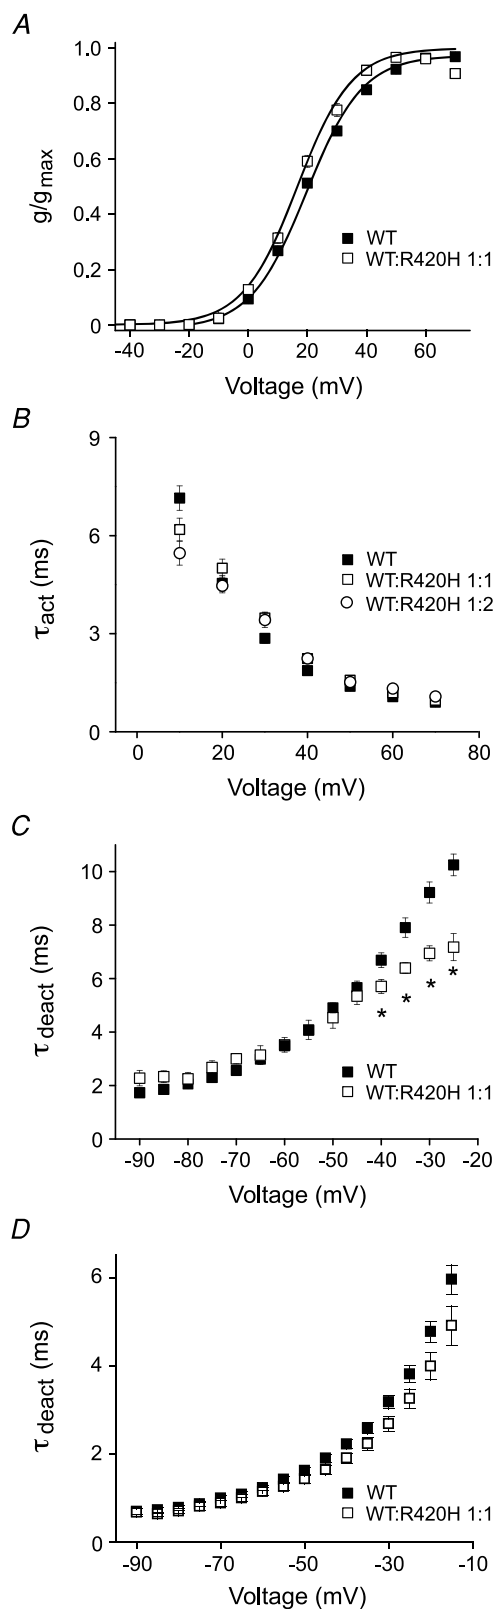 A
1.0
0.8
0.6
0.4
0.2
0
g/gmax
WT
WT:R420H 1:1
-40 -20 0 20 40 60
Voltage (mV)
B
9
6
3
0
τact (ms)
WT
WT:R420H 1:1
WT:R420H 1:2
0 20 40 60 80
Voltage (mV)
C
10
8
6
4
2
0
τdeact (ms)
* * * *
WT
WT:R420H 1:1
-90 -80 -70 -60 -50 -40 -30 -20
Voltage (mV)
D
6
4
2
0
τdeact (ms)
WT
WT:R420H 1:1
-90 -70 -50 -30 -10
Voltage (mV)